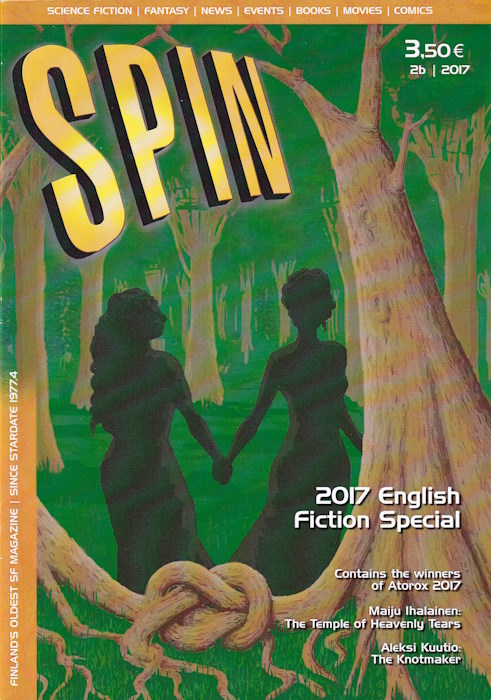 SCIENCE FICTION | FANTASY | NEWS | EVENTS | BOOKS | MOVIES | COMICS
SPIN
3,50 €
2b | 2017
FINLAND'S OLDEST SF MAGAZINE | SINCE STARDATE 1977.4
2017 English
Fiction Special
Contains the winners
of Atorox 2017
Maiju Ihalainen:
The Temple of Heavenly Tears
Aleksi Kuutio:
The Knotmaker